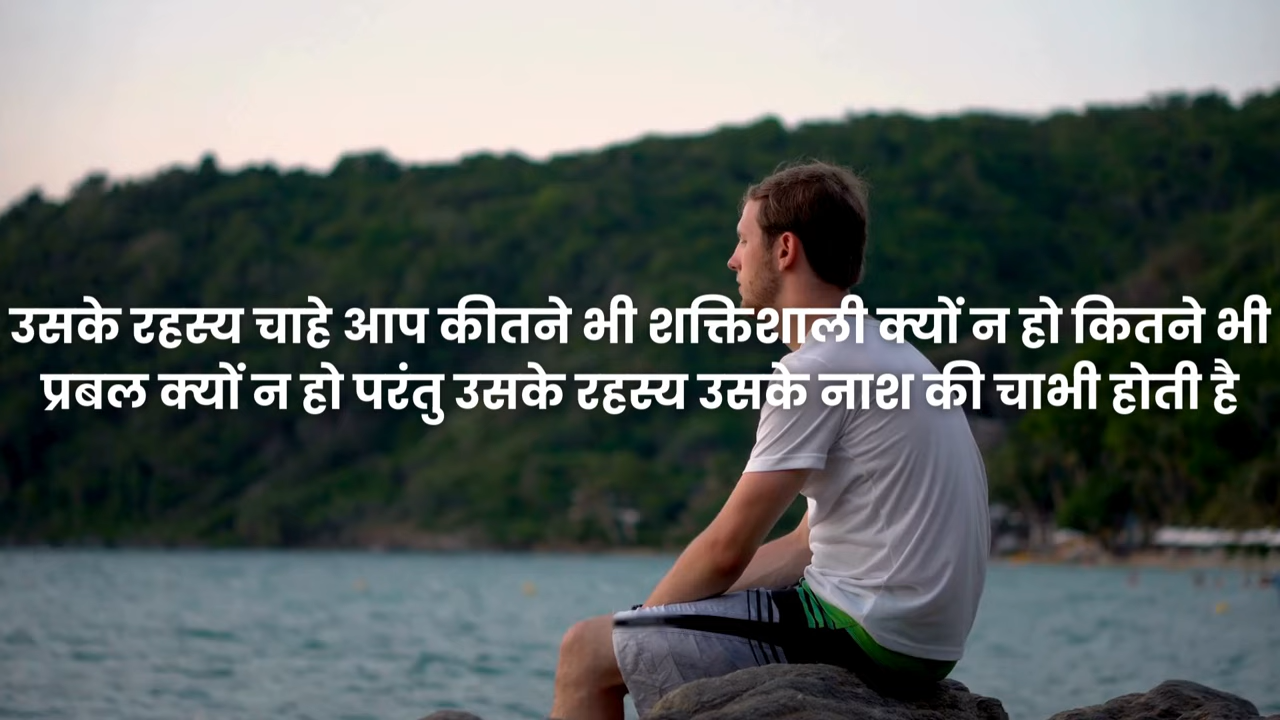 उसके रहस्य चाहे आप कीतने भी शक्तिशाली क्यों न हो कितने भी
प्रबल क्यों न हो परंतु उसके रहस्य उसके नाश की चाभी होती है